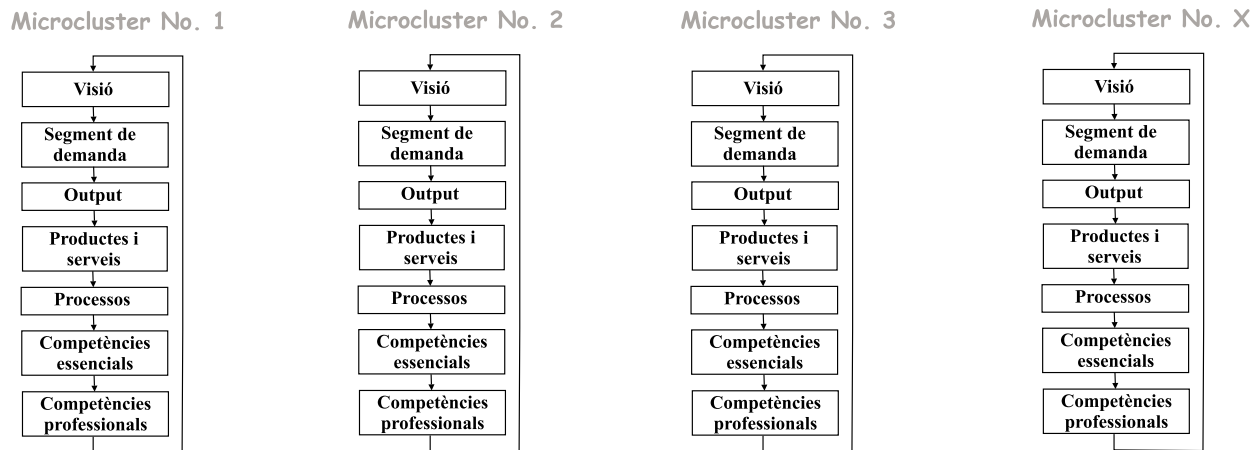 Microcluster No. 1
Visió
Segment de
demanda
Output
Productes i
serveis
Processos
Competències
essencials
Competències
professionals
Microcluster No. 2
Visió
Segment de
demanda
Output
Productes i
serveis
Processos
Competències
essencials
Competències
professionals
Microcluster No. 3
Visió
Segment de
demanda
Output
Productes i
serveis
Processos
Competències
essencials
Competències
professionals
Microcluster No. X
Visió
Segment de
demanda
Output
Productes i
serveis
Processos
Competències
essencials
Competències
professionals